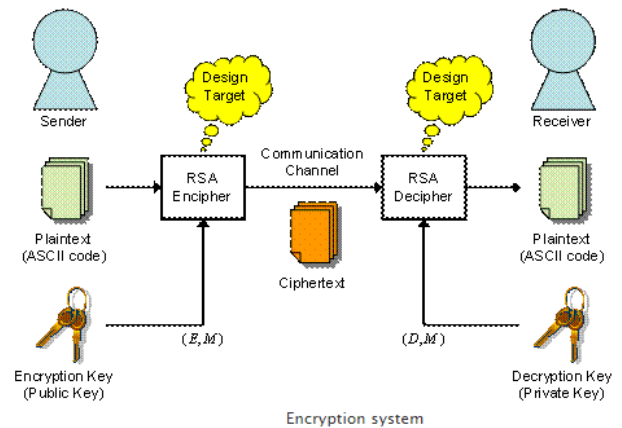 Design
Target
Design
Target
Sender
Receiver
Communication
Channel
RSA
Encipher
RSA
Decipher
Plaintext
(ASCII code)
Ciphertext
Plaintext
(ASCII code)
(E,M)
(D,M)
Encryption Key
(Public Key)
Decryption Key
(Private Key)
Encryption system